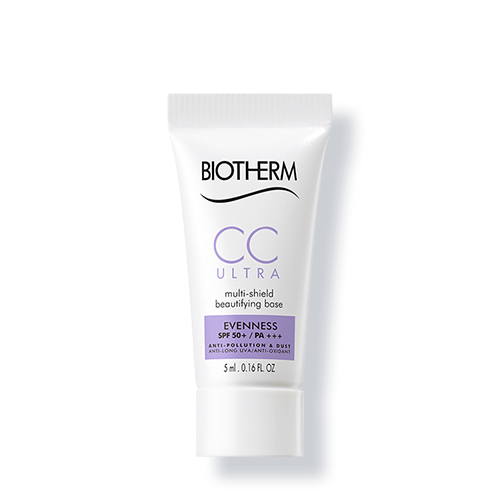 BIOTHERM
CC
ULTRA
multi-shield
beautifying base
EVENNESS
SPF 50+ / PA +++
ANTI-POLLUTION & DUST
ANTI-LONG UVA/ANTI-OXIDANT
5 ml . 0.16 FL. OZ